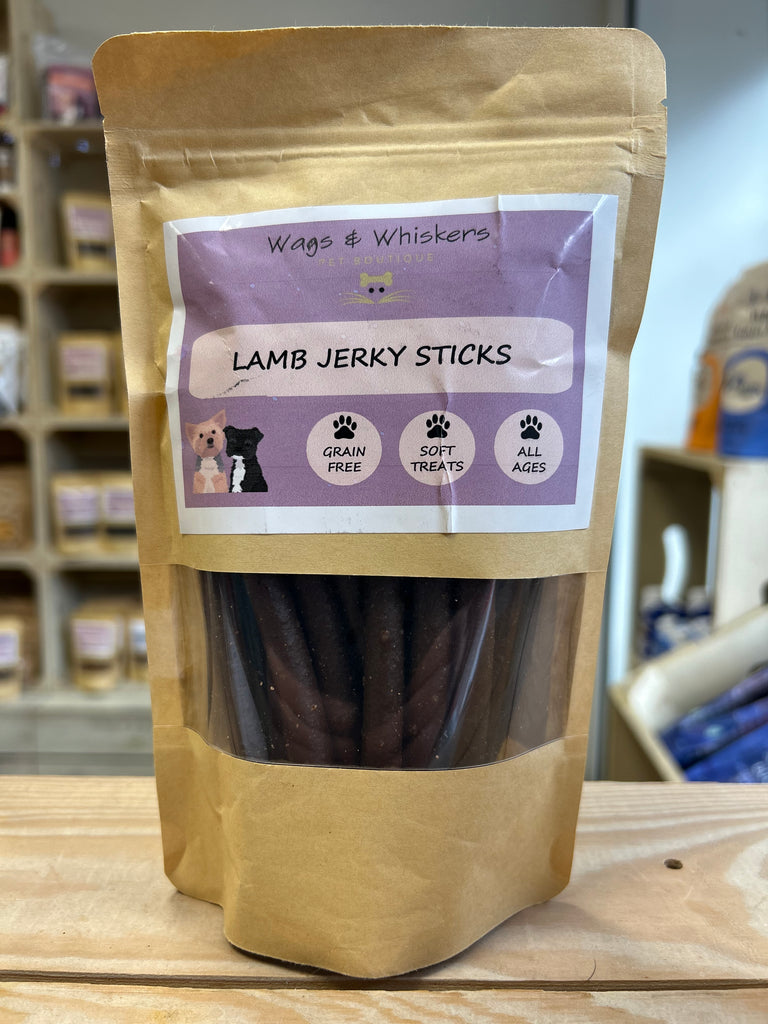 Wags & Whiskers
PET BOUTIQUE
LAMB JERKY STICKS
GRAIN
FREE
SOFT
TREATS
ALL
AGES